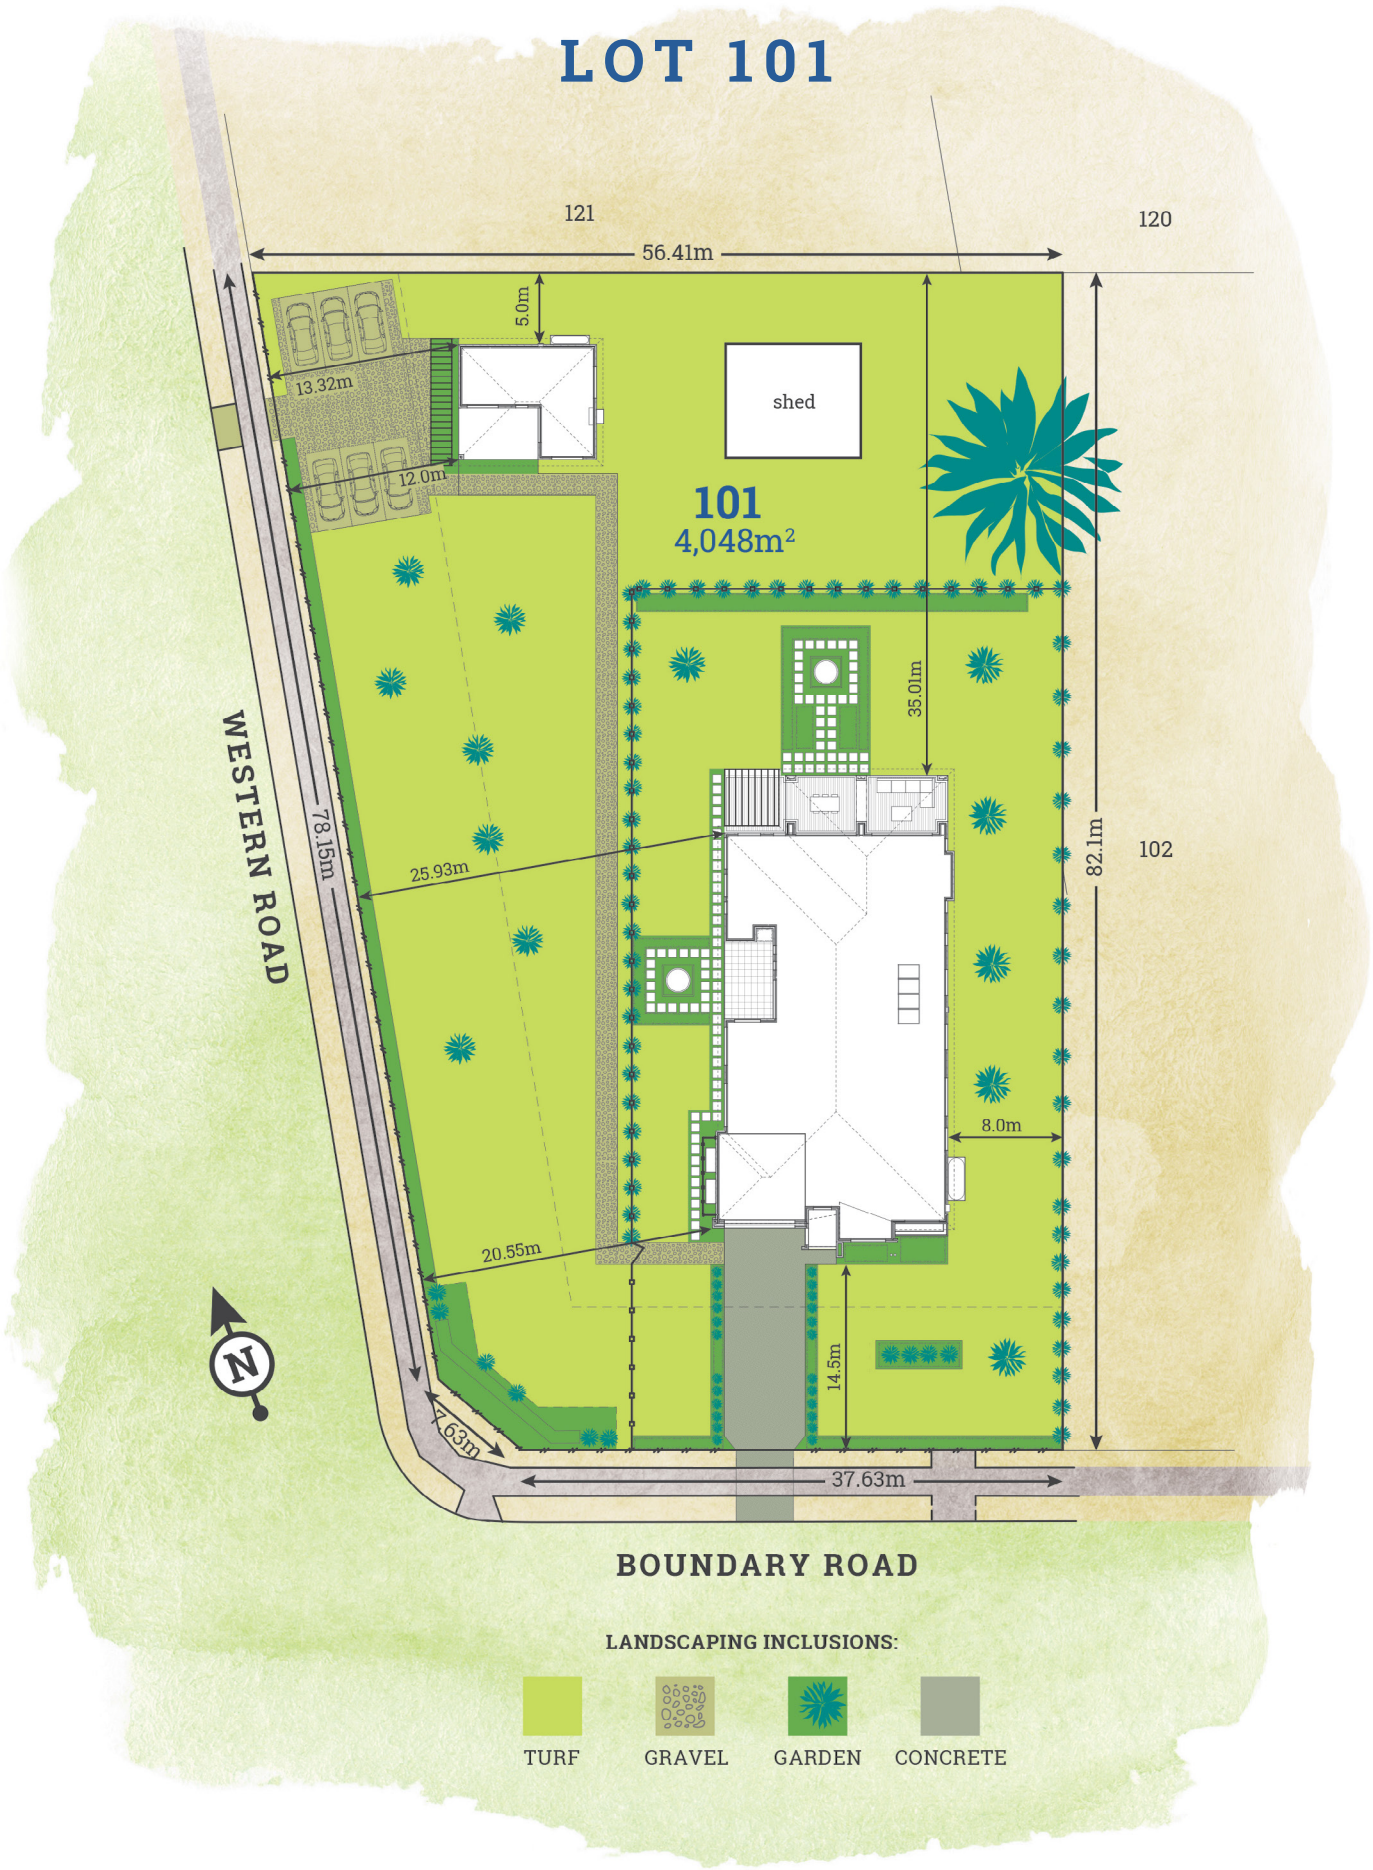 LOT 101
121
120
56.41m
5.0m
13.32m
shed
12.0m
101
4,048m²
35.01m
WESTERN ROAD
78.15m
25.93m
82.1m
102
8.0m
20.55m
14.5m
N
7.63m
37.63m
BOUNDARY ROAD
LANDSCAPING INCLUSIONS:
TURF GRAVEL GARDEN CONCRETE